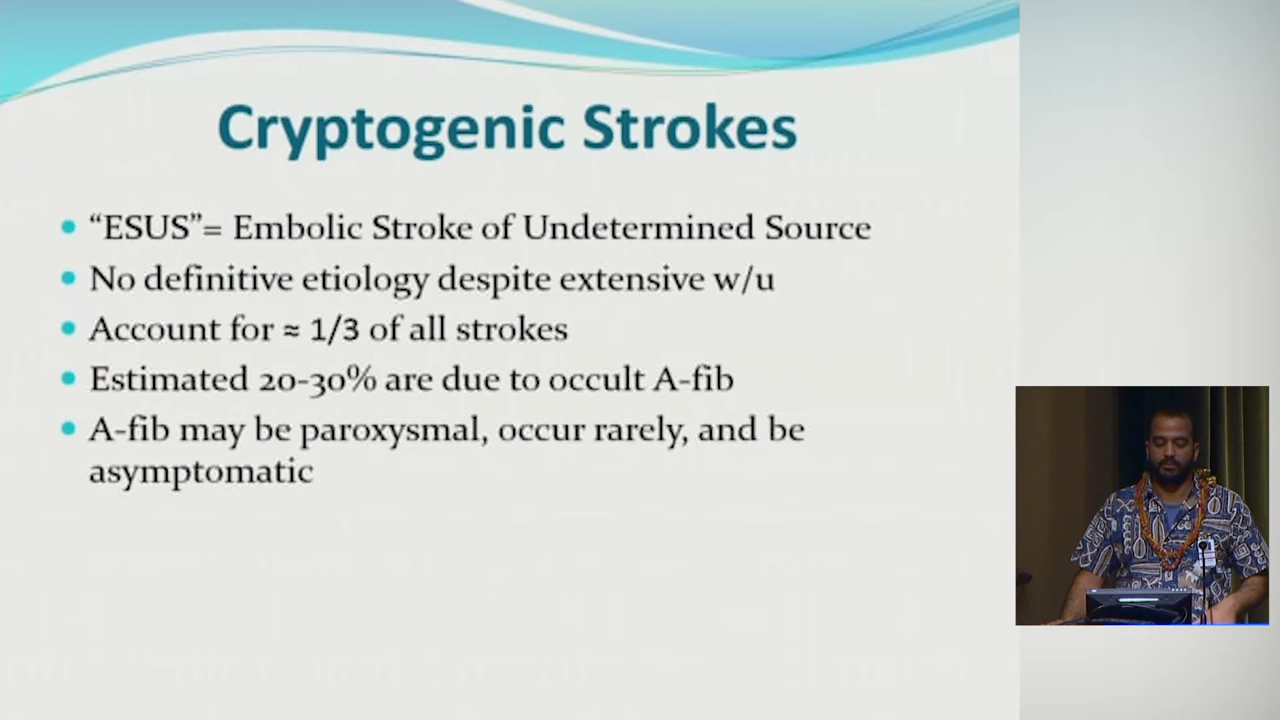 Cryptogenic Strokes
• “ESUS”= Embolic Stroke of Undetermined Source
• No definitive etiology despite extensive w/u
• Account for ≈ 1/3 of all strokes
• Estimated 20-30% are due to occult A-fib
• A-fib may be paroxysmal, occur rarely, and be
asymptomatic